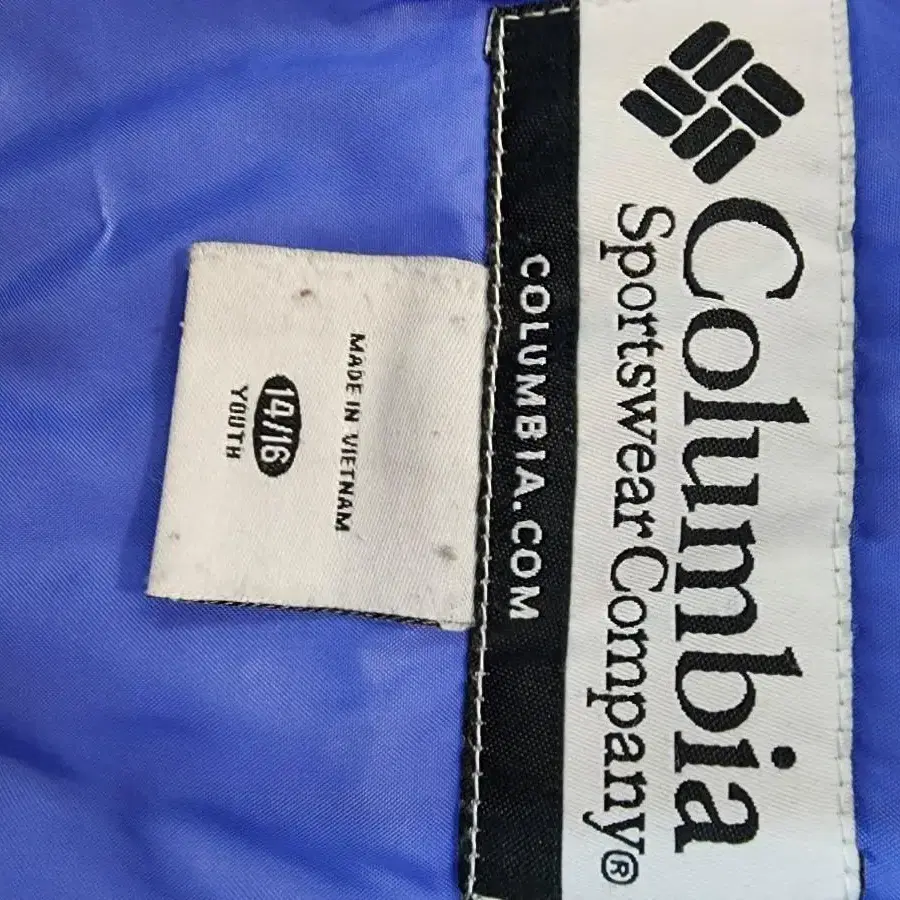 Columbia
Sportswear Company®
COLUMBIA.COM
MADE IN VIETNAM
14/16
YOUTH